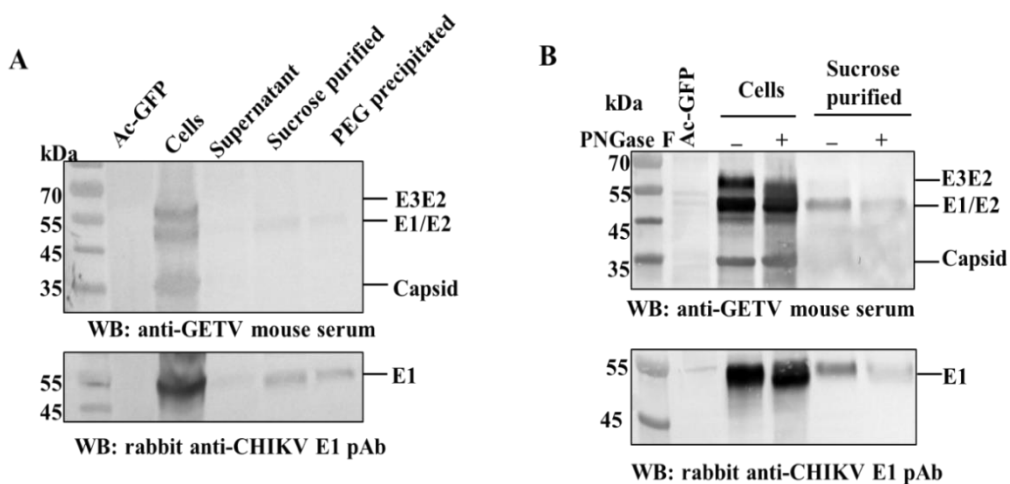 A
Ac-GFP
Cells
Supernatant
Sucrose purified
PEG precipitated
kDa
70
55
45
35
E3E2
E1/E2
Capsid
WB: anti-GETV mouse serum
55
45
E1
WB: rabbit anti-CHIKV E1 pAb
B
kDa
Ac-GFP
Cells
Sucrose
purified
PNGase F
– + – +
70
55
45
35
E3E2
E1/E2
Capsid
WB: anti-GETV mouse serum
55
45
E1
WB: rabbit anti-CHIKV E1 pAb